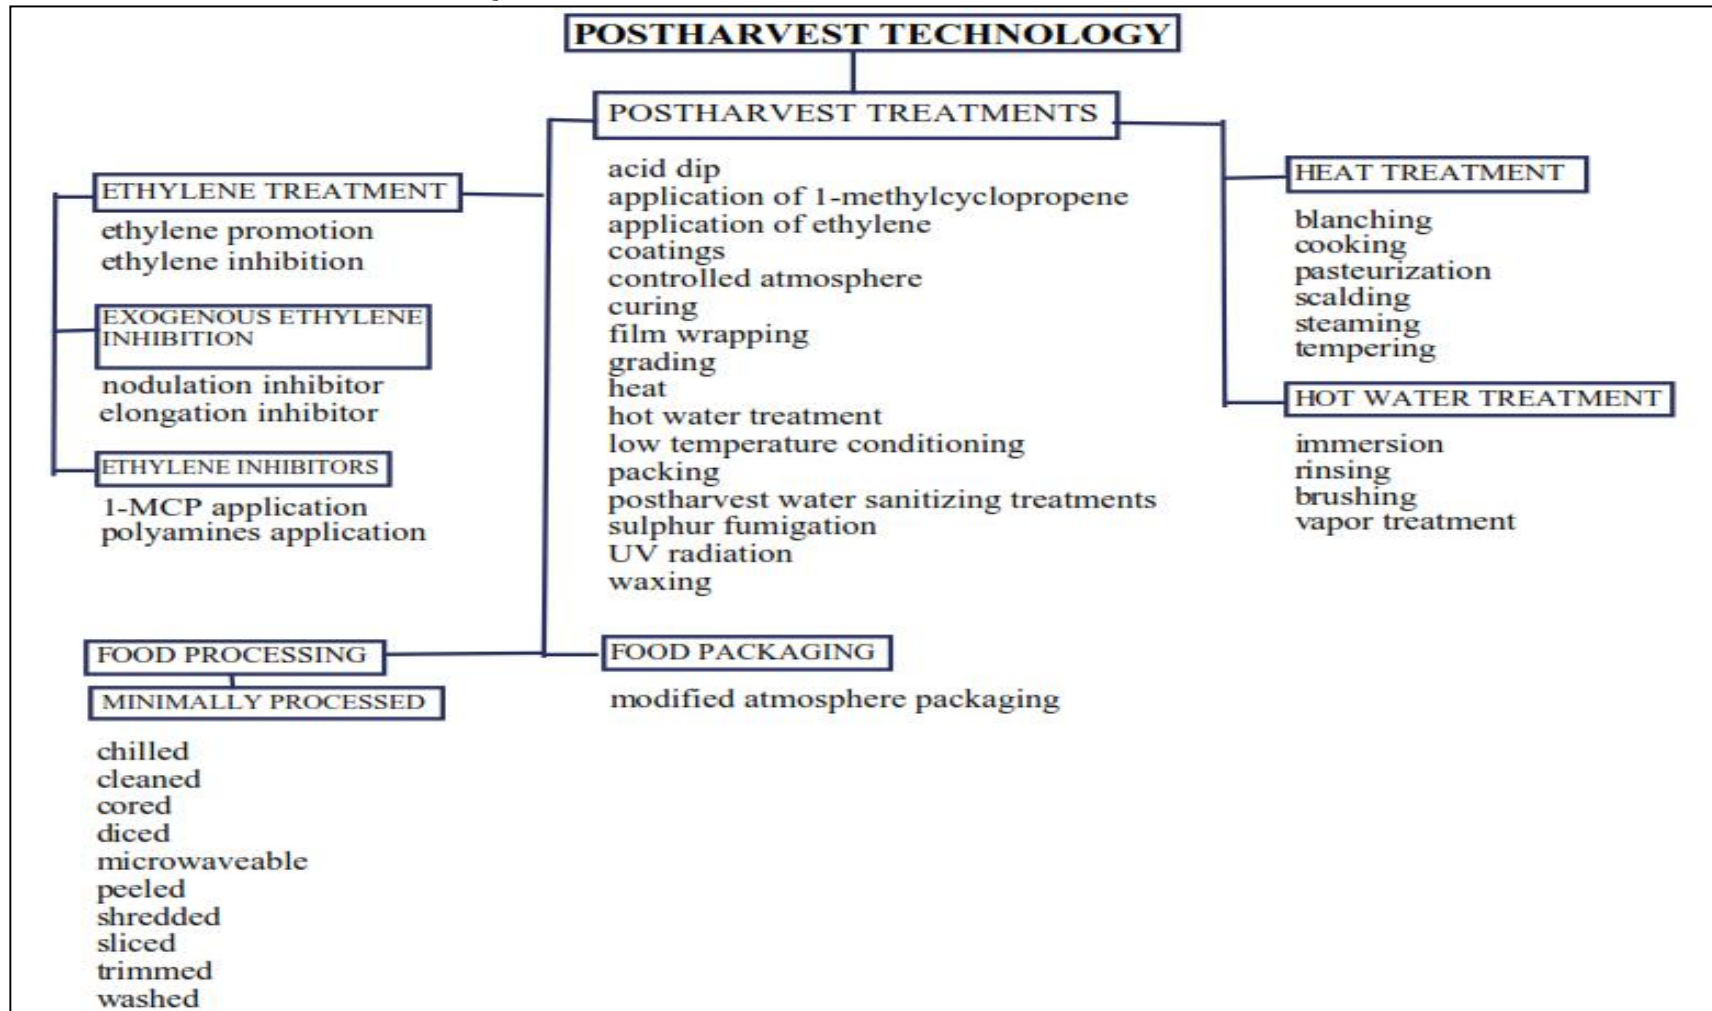 POSTHARVEST TECHNOLOGY
POSTHARVEST TREATMENTS
acid dip
application of 1-methylcyclopropene
application of ethylene
coatings
controlled atmosphere
curing
film wrapping
grading
heat
hot water treatment
low temperature conditioning
packing
postharvest water sanitizing treatments
sulphur fumigation
UV radiation
waxing
ETHYLENE TREATMENT
ethylene promotion
ethylene inhibition
EXOGENOUS ETHYLENE
INHIBITION
nodulation inhibitor
elongation inhibitor
ETHYLENE INHIBITORS
1-MCP application
polyamines application
HEAT TREATMENT
blanching
cooking
pasteurization
scalding
steaming
tempering
HOT WATER TREATMENT
immersion
rinsing
brushing
vapor treatment
FOOD PROCESSING
MINIMALLY PROCESSED
chilled
cleaned
cored
diced
microwaveable
peeled
shredded
sliced
trimmed
washed
FOOD PACKAGING
modified atmosphere packaging